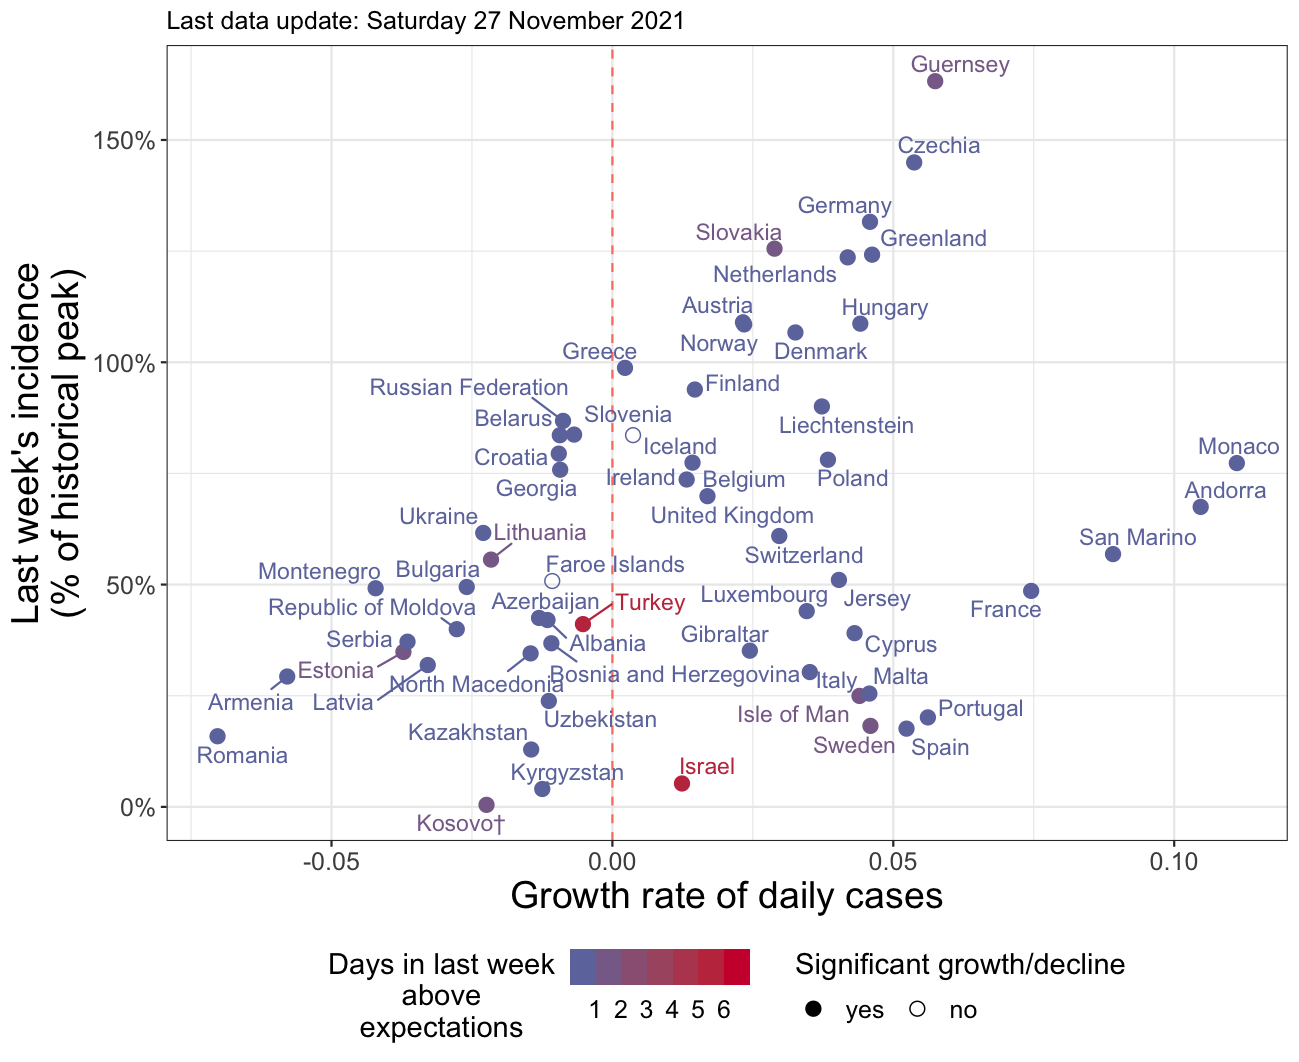 Last data update: Saturday 27 November 2021
Last week's incidence
(% of historical peak)
150%
100%
50%
0%
Guernsey
Czechia
Germany
Slovakia
Greenland
Netherlands
Austria
Hungary
Norway
Denmark
Greece
Russian Federation
Finland
Belarus
Slovenia
Liechtenstein
Croatia
Iceland
Monaco
Georgia
Ireland
Belgium
Poland
Andorra
Ukraine
United Kingdom
Lithuania
San Marino
Switzerland
Montenegro
Bulgaria
Faroe Islands
Republic of Moldova
Azerbaijan
Turkey
Luxembourg
Jersey
France
Serbia
Albania
Gibraltar
Cyprus
Estonia
Bosnia and Herzegovina
Italy
Malta
Armenia
Latvia
North Macedonia
Isle of Man
Portugal
Uzbekistan
Romania
Kazakhstan
Sweden
Spain
Kyrgyzstan
Israel
Kosovo†
-0.05
0.00
0.05
0.10
Growth rate of daily cases
Days in last week
above
expectations
1 2 3 4 5 6
Significant growth/decline
yes
no